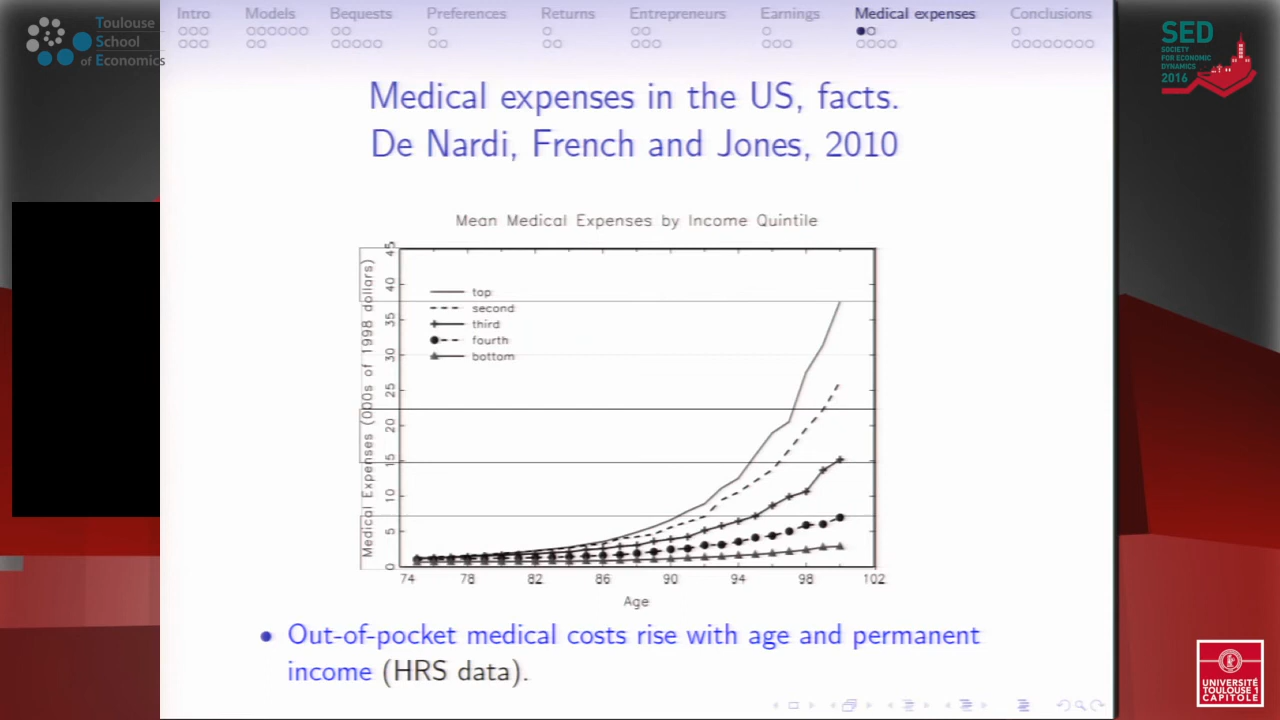 Toulouse
School
of Economics
Intro Models Bequests Preferences Returns Entrepreneurs Earnings Medical expenses Conclusions
SED
SOCIETY
FOR ECONOMIC
DYNAMICS
2016
Medical expenses in the US, facts.
De Nardi, French and Jones, 2010
Mean Medical Expenses by Income Quintile
Medical Expenses (000s of 1998 dollars)
45
40
35
30
25
20
15
10
5
0
top
second
third
fourth
bottom
74 78 82 86 90 94 98 102
Age
• Out-of-pocket medical costs rise with age and permanent
income (HRS data).
UNIVERSITÉ
TOULOUSE 1
CAPITOLE